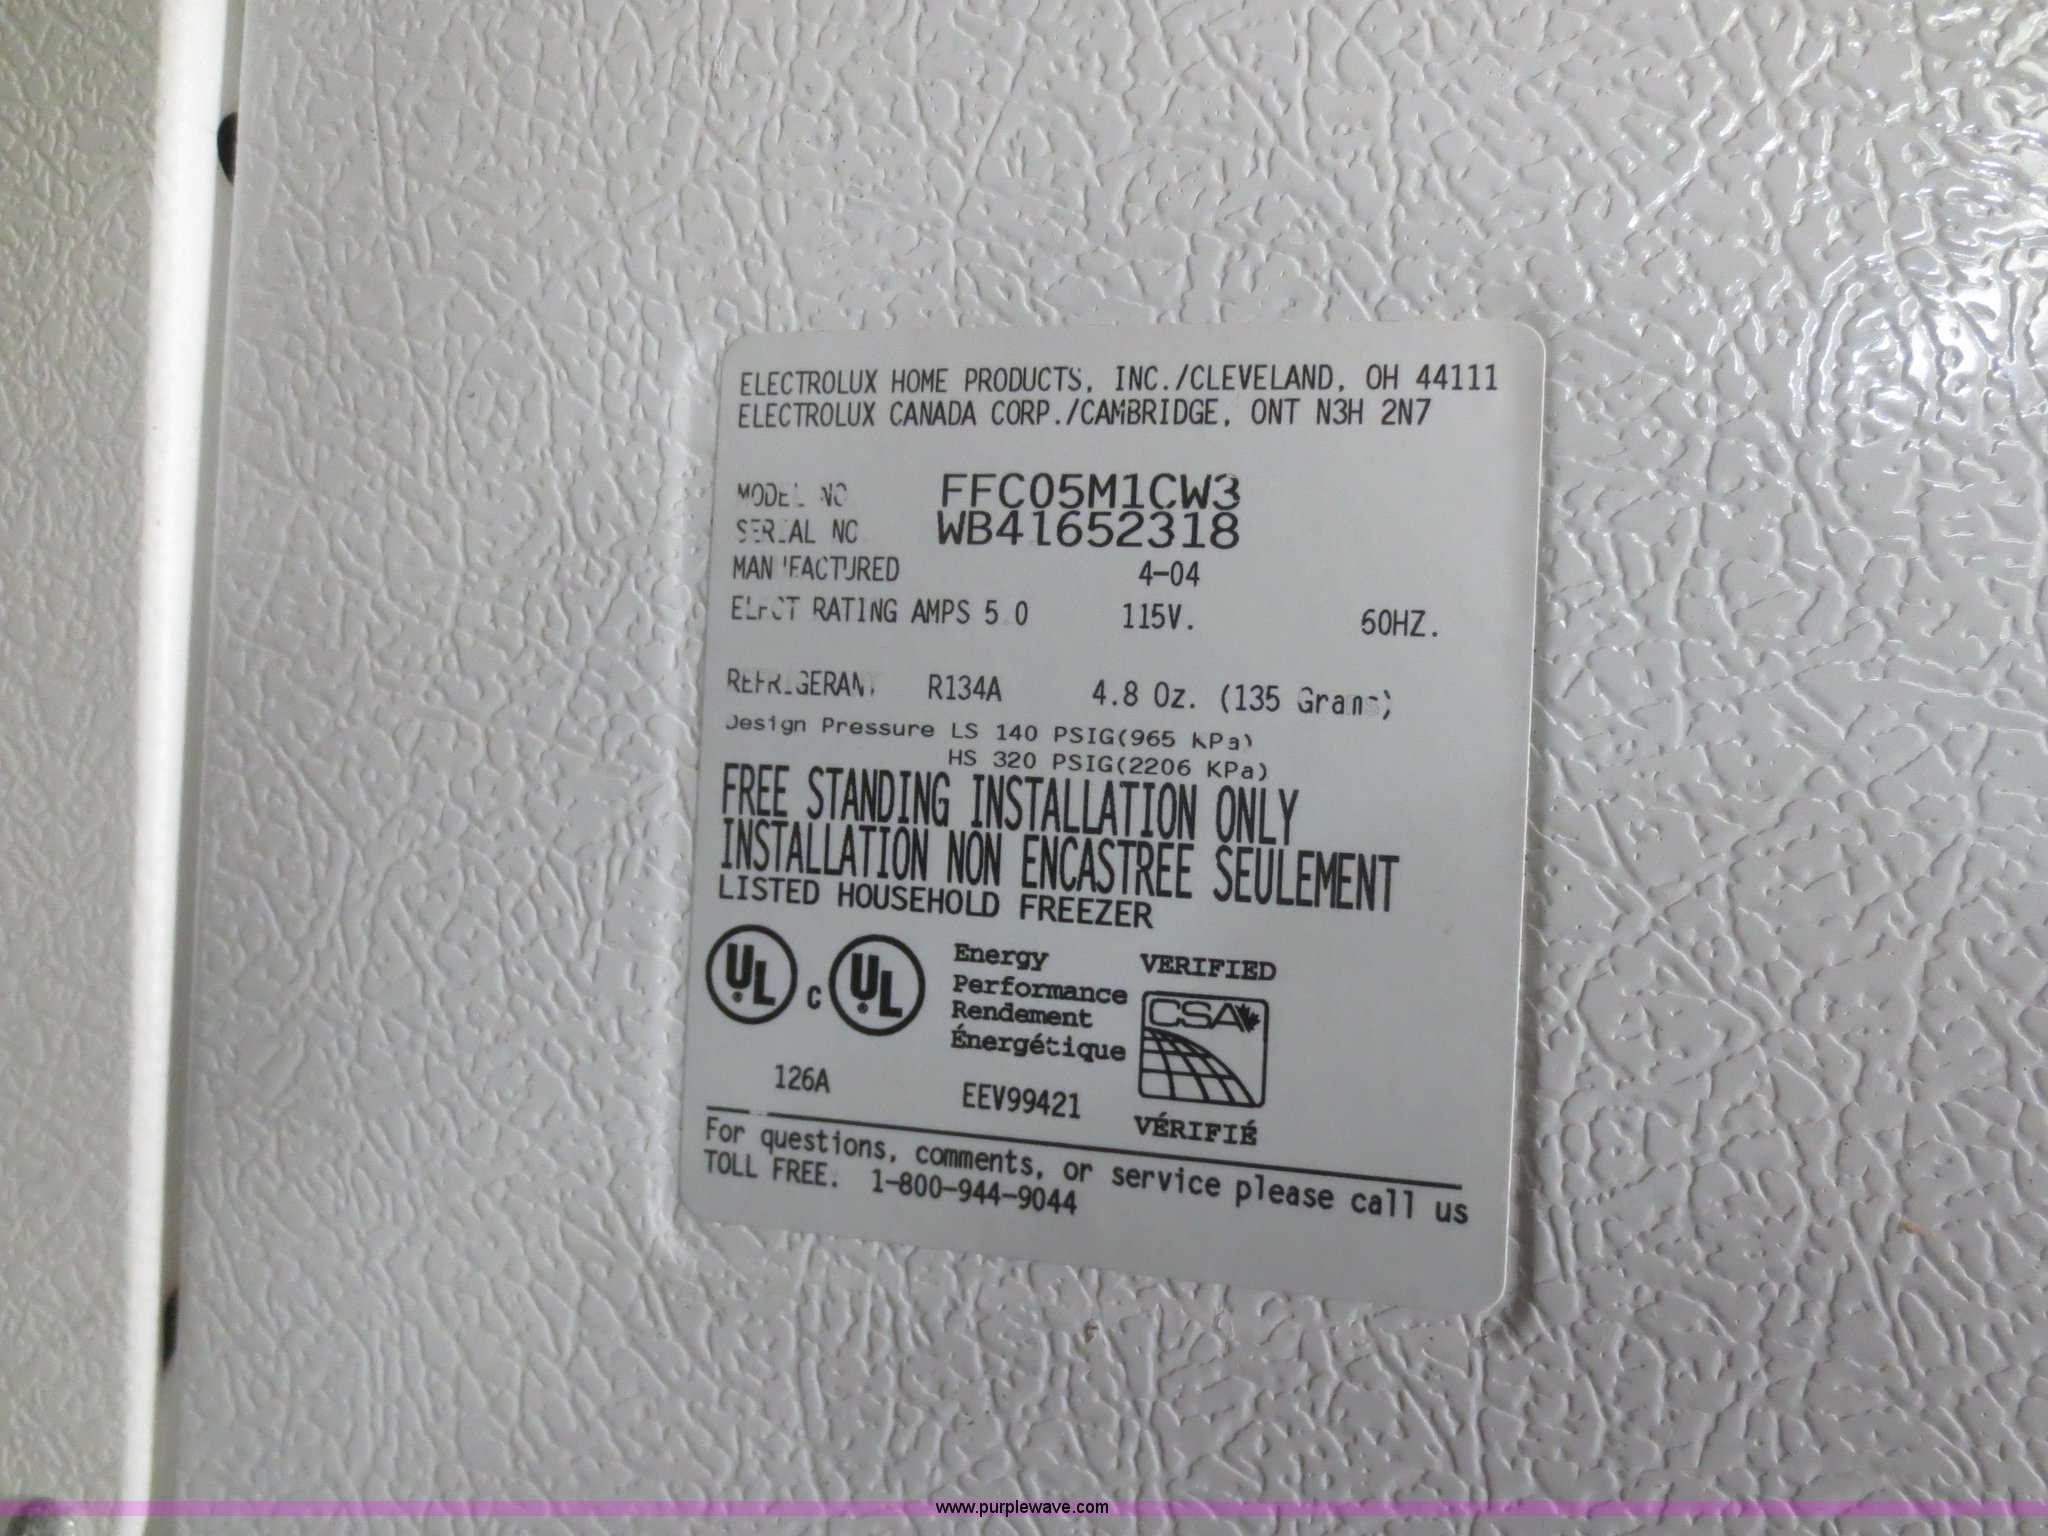 ELECTROLUX HOME PRODUCTS, INC./CLEVELAND, OH 44111
ELECTROLUX CANADA CORP./CAMBRIDGE, ONT N3H 2N7
MODEL NO FFC05M1CW3
SERIAL NO WB41652318
MANUFACTURED 4-04
ELECT RATING AMPS 5.0 115V. 60HZ.
REFRIGERANT R134A 4.8 Oz. (135 Grams)
Design Pressure LS 140 PSIG(965 KPa)
HS 320 PSIG(2206 KPa)
FREE STANDING INSTALLATION ONLY
INSTALLATION NON ENCASTREE SEULEMENT
LISTED HOUSEHOLD FREEZER
UL c UL
Energy
Performance
Rendement
Énergétique
VERIFIED
CSA
VÉRIFIÉ
126A EEV99421
For questions, comments, or service please call us
TOLL FREE. 1-800-944-9044
www.purplewave.com